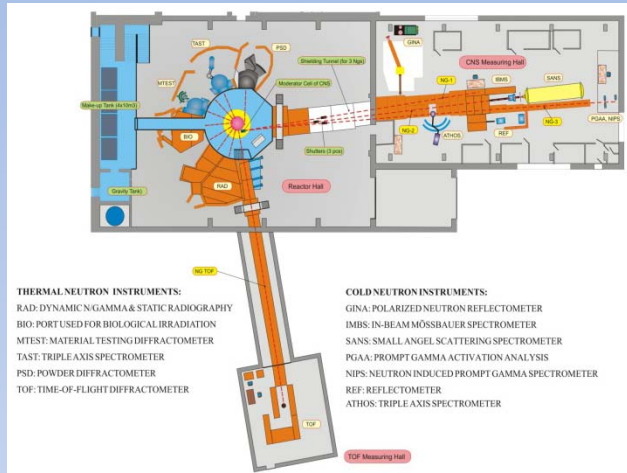 GINA
CNS Measuring Hall
TAST
PSD
Shielding Tunnel (for 3 Ngs)
NG-1
IBMS
SANS
MTEST
Moderator Cell of CNS
Make-up Tank (4x10m3)
NG-3
PGAA, NIPS
NG-2
REF
BIO
ATHOS
Shutters (3 pcs)
RAD
Reactor Hall
Gravity Tank)
NG TOF
THERMAL NEUTRON INSTRUMENTS:
RAD: DYNAMIC N/GAMMA & STATIC RADIOGRAPHY
BIO: PORT USED FOR BIOLOGICAL IRRADIATION
MTEST: MATERIAL TESTING DIFFRACTOMETER
TAST: TRIPLE AXIS SPECTROMETER
PSD: POWDER DIFFRACTOMETER
TOF: TIME-OF-FLIGHT DIFFRACTOMETER
COLD NEUTRON INSTRUMENTS:
GINA: POLARIZED NEUTRON REFLECTOMETER
IMBS: IN-BEAM MÖSSBAUER SPECTROMETER
SANS: SMALL ANGEL SCATTERING SPECTROMETER
PGAA: PROMPT GAMMA ACTIVATION ANALYSIS
NIPS: NEUTRON INDUCED PROMPT GAMMA SPECTROMETER
REF: REFLECTOMETER
ATHOS: TRIPLE AXIS SPECTROMETER
TOF
TOF Measuring Hall